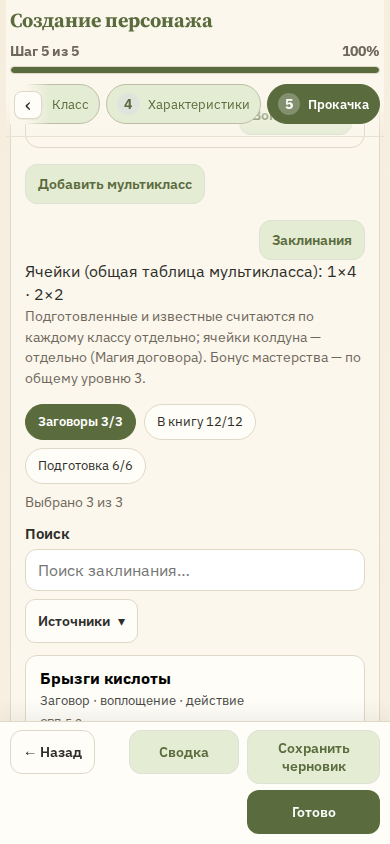 Создание персонажа
Шаг 5 из 5
100%
‹
Класс
4 Характеристики
5 Прокачка
Добавить мультикласс
Заклинания
Ячейки (общая таблица мультикласса): 1×4
· 2×2
Подготовленные и известные считаются по
каждому классу отдельно; ячейки колдуна —
отдельно (Магия договора). Бонус мастерства — по
общему уровню 3.
Заговоры 3/3
В книгу 12/12
Подготовка 6/6
Выбрано 3 из 3
Поиск
Поиск заклинания…
Источники ▾
Брызги кислоты
Заговор · воплощение · действие
← Назад
Сводка
Сохранить
черновик
Готово